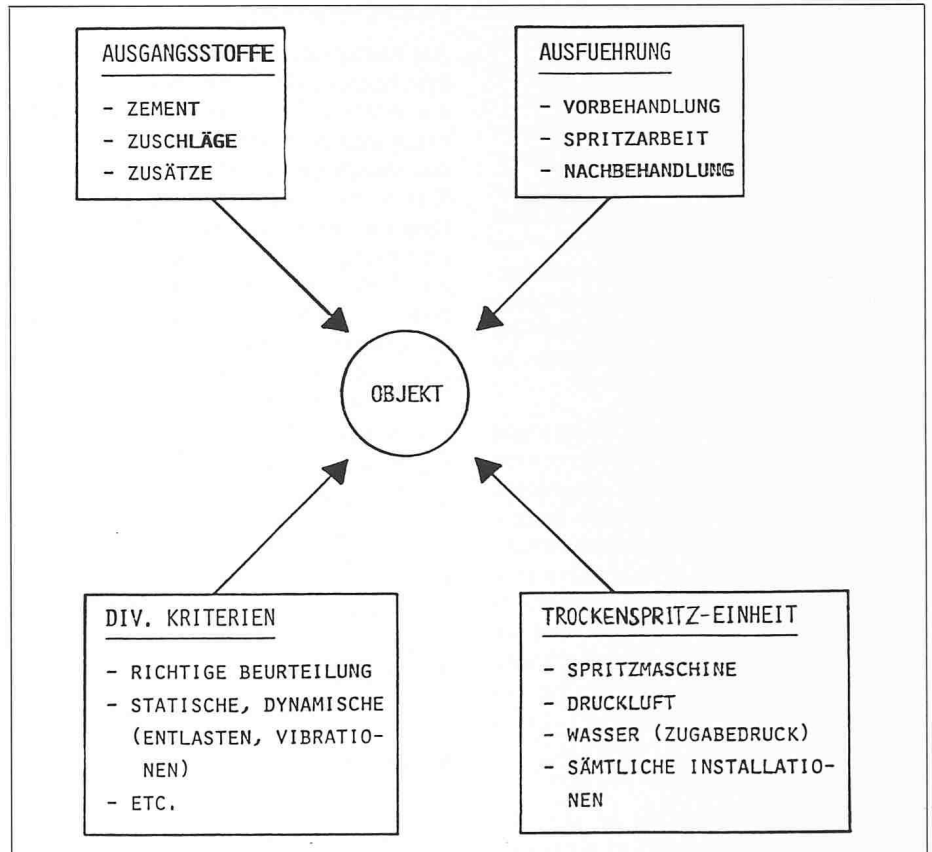 AUSGANGSSTOFFE
- ZEMENT
- ZUSCHLÄGE
- ZUSÄTZE
AUSFUEHRUNG
- VORBEHANDLUNG
- SPRITZARBEIT
- NACHBEHANDLUNG
OBJEKT
DIV. KRITERIEN
- RICHTIGE BEURTEILUNG
- STATISCHE, DYNAMISCHE
(ENTLASTEN, VIBRATIO-
NEN)
- ETC.
TROCKENSPRITZ-EINHEIT
- SPRITZMASCHINE
- DRUCKLUFT
- WASSER (ZUGABEDRUCK)
- SÄMTLICHE INSTALLATIO-
NEN